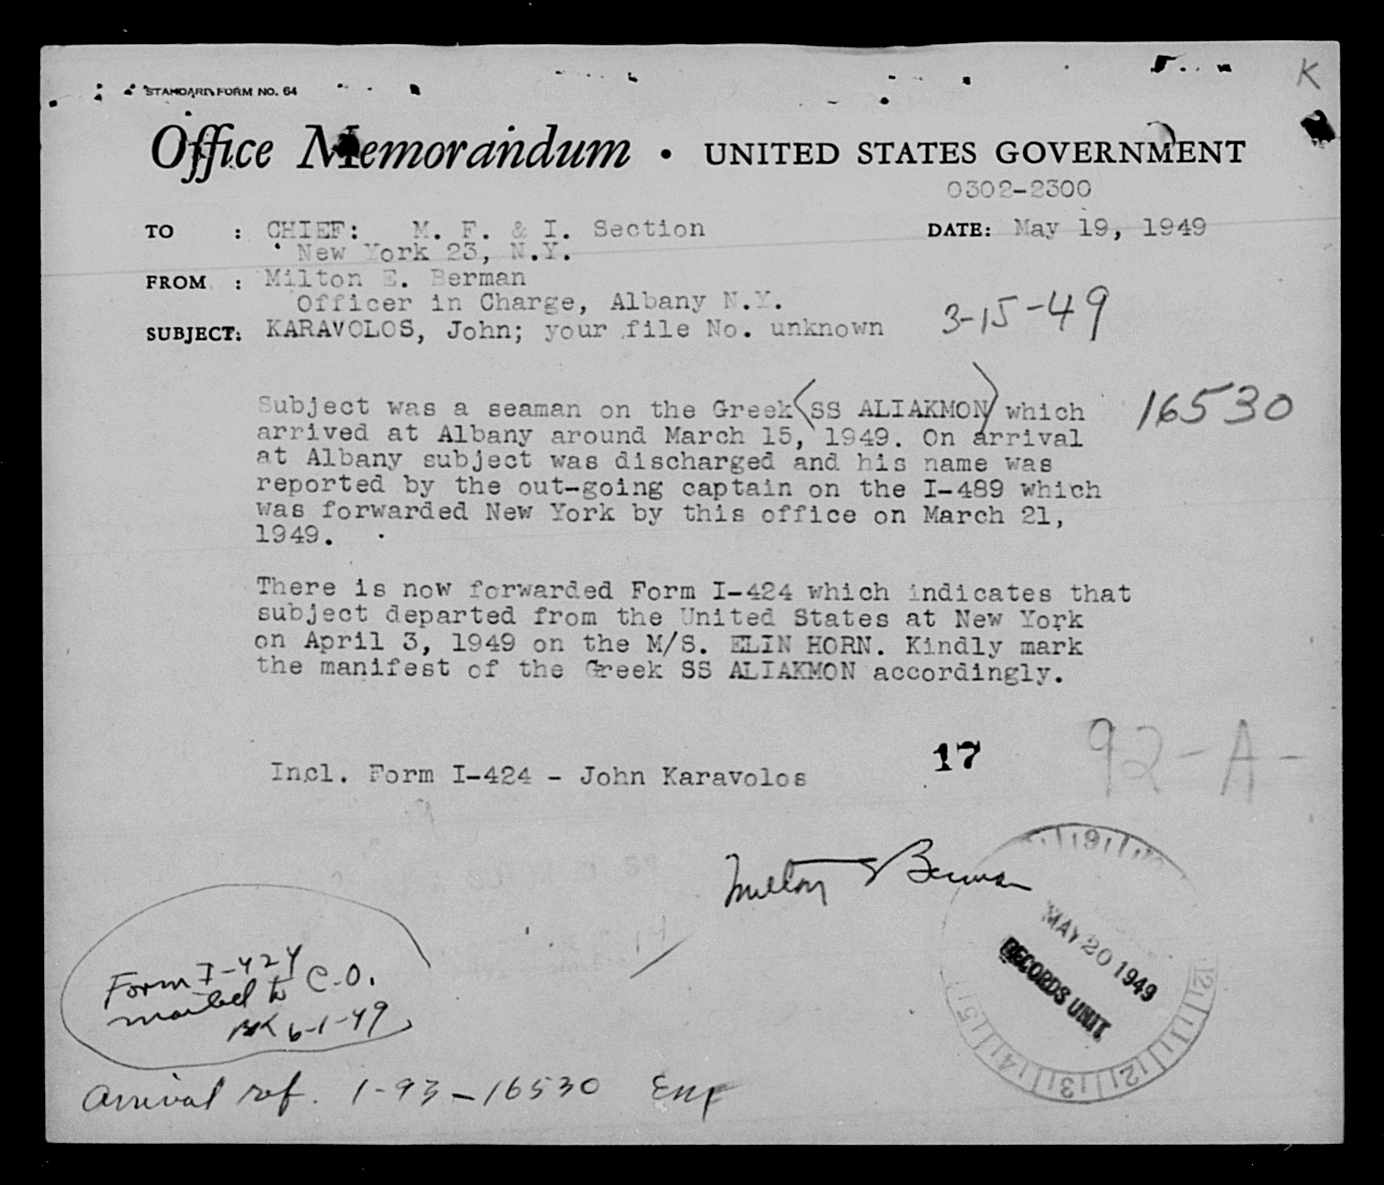 K
STANDARD FORM NO. 64
Office Memorandum • UNITED STATES GOVERNMENT
0302-2300
TO : CHIEF: M. F. & I. Section DATE: May 19, 1949
New York 23, N.Y.
FROM : Milton E. Berman
Officer in Charge, Albany N.Y.
SUBJECT: KARAVOLOS, John; your file No. unknown
3-15-49
Subject was a seaman on the Greek SS ALIAKMON which
16530
arrived at Albany around March 15, 1949. On arrival
at Albany subject was discharged and his name was
reported by the out-going captain on the I-489 which
was forwarded New York by this office on March 21,
1949.
There is now forwarded Form I-424 which indicates that
subject departed from the United States at New York
on April 3, 1949 on the M/S. ELIN HORN. Kindly mark
the manifest of the Greek SS ALIAKMON accordingly.
17
92-A-
Incl. Form I-424 - John Karavolos
Milton E Berman
MAY 20 1949
RECORDS UNIT
Form I-424
mailed to C.O.
6-1-49
Arrival ref. 1-93-16530